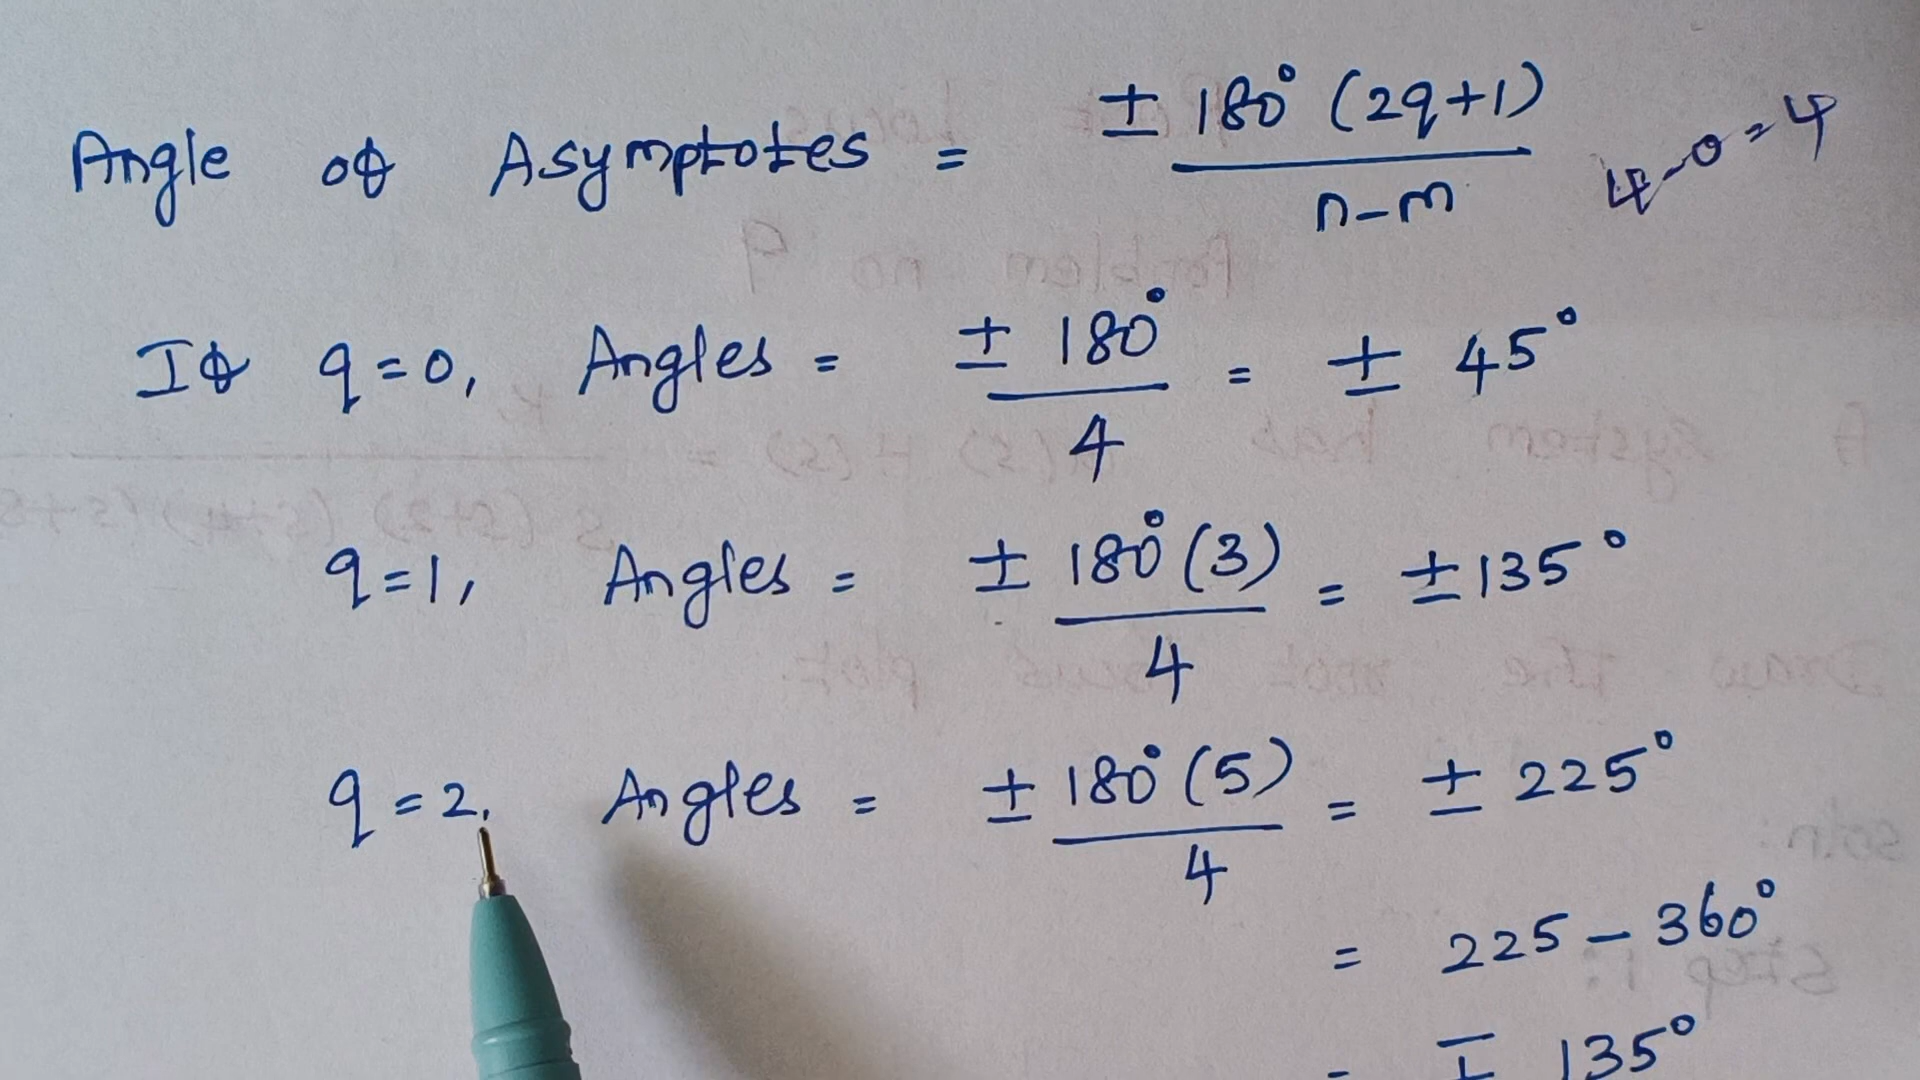 Angle of Asymptotes = ± 180° (2q+1) / n-m 4-0=4
If q=0, Angles = ± 180° / 4 = ± 45°
q=1, Angles = ± 180° (3) / 4 = ± 135°
q=2, Angles = ± 180° (5) / 4 = ± 225°
= 225 - 360°
= ∓ 135°